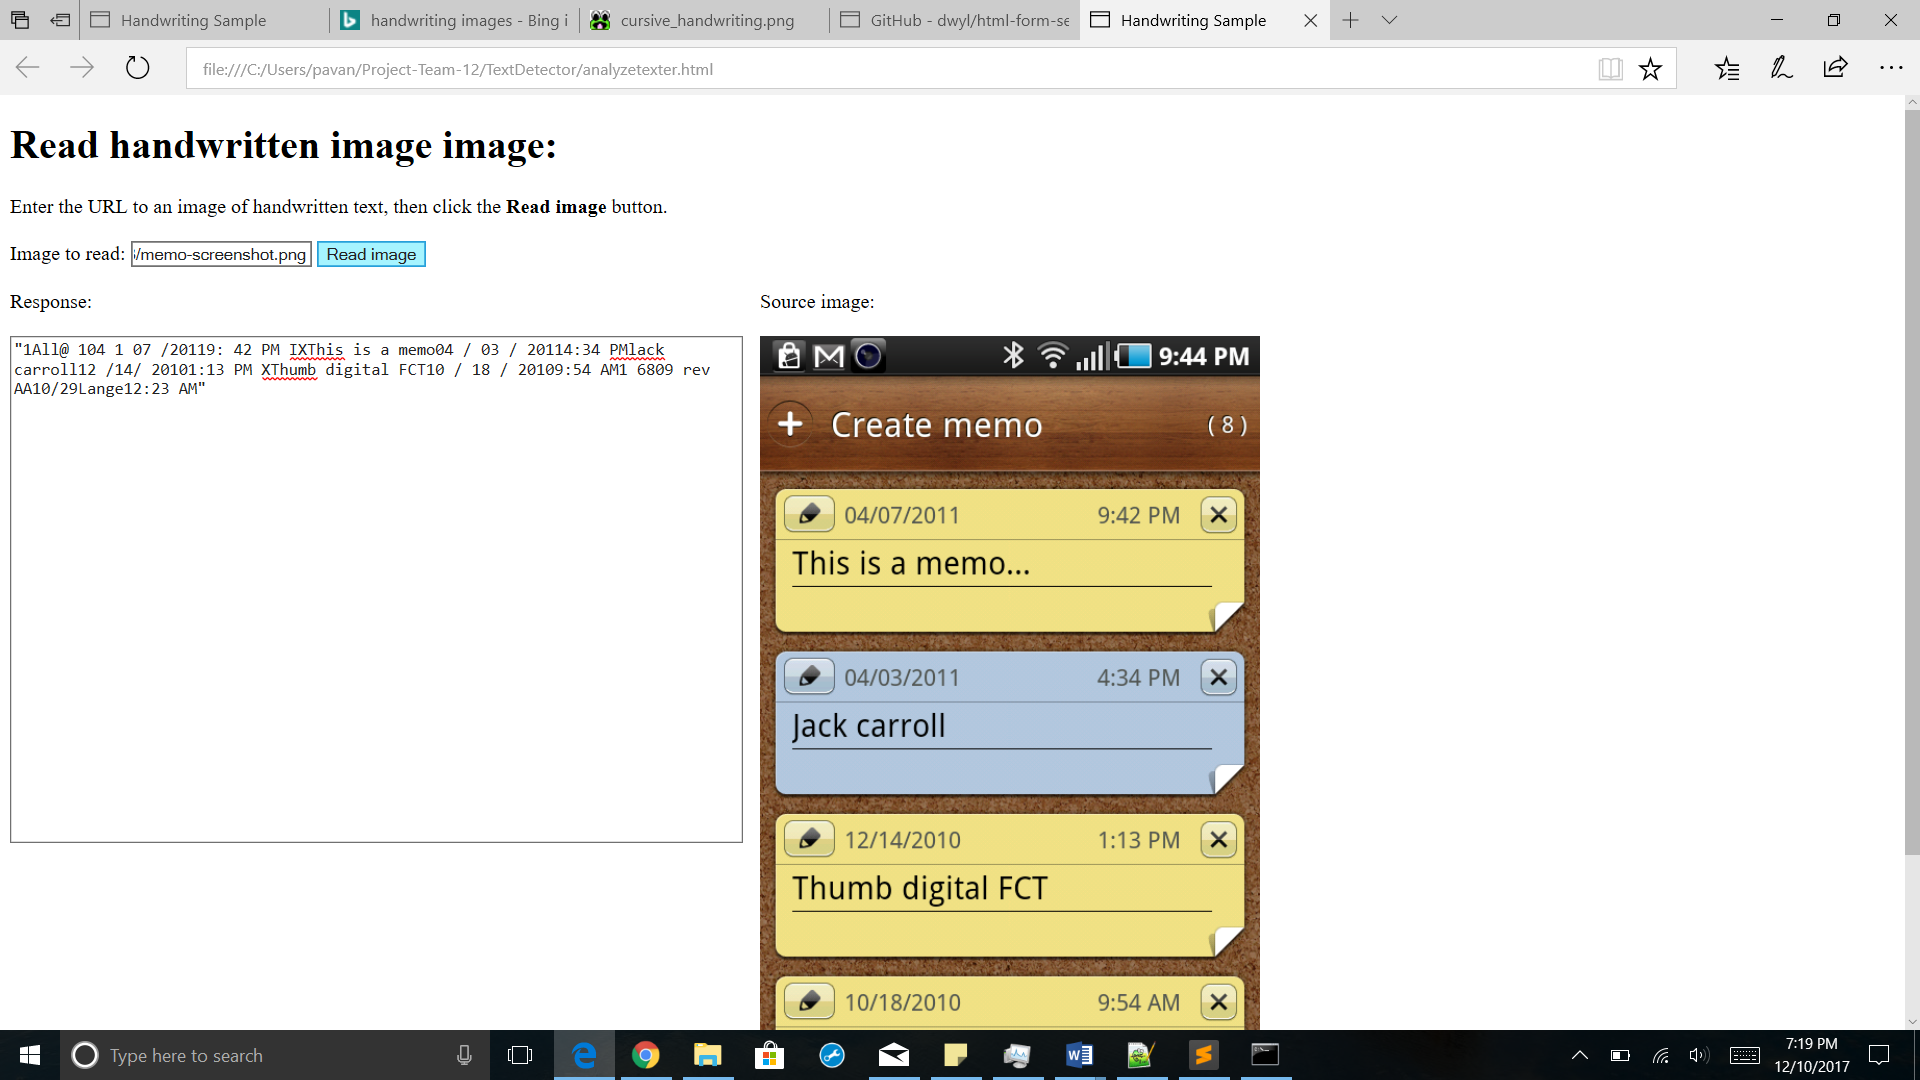 Handwriting Sample
handwriting images - Bing i
cursive_handwriting.png
GitHub - dwyl/html-form-se
Handwriting Sample
file:///C:/Users/pavan/Project-Team-12/TextDetector/analyzetexter.html
Read handwritten image image:
Enter the URL to an image of handwritten text, then click the Read image button.
Image to read: /memo-screenshot.png Read image
Response:
Source image:
"1All@ 104 1 07 /20119: 42 PM IXThis is a memo04 / 03 / 20114:34 PMlack
carroll12 /14/ 20101:13 PM XThumb digital FCT10 / 18 / 20109:54 AM1 6809 rev
AA10/29Lange12:23 AM"
9:44 PM
Create memo (8)
04/07/2011 9:42 PM
This is a memo...
04/03/2011 4:34 PM
Jack carroll
12/14/2010 1:13 PM
Thumb digital FCT
10/18/2010 9:54 AM
Type here to search
7:19 PM
12/10/2017